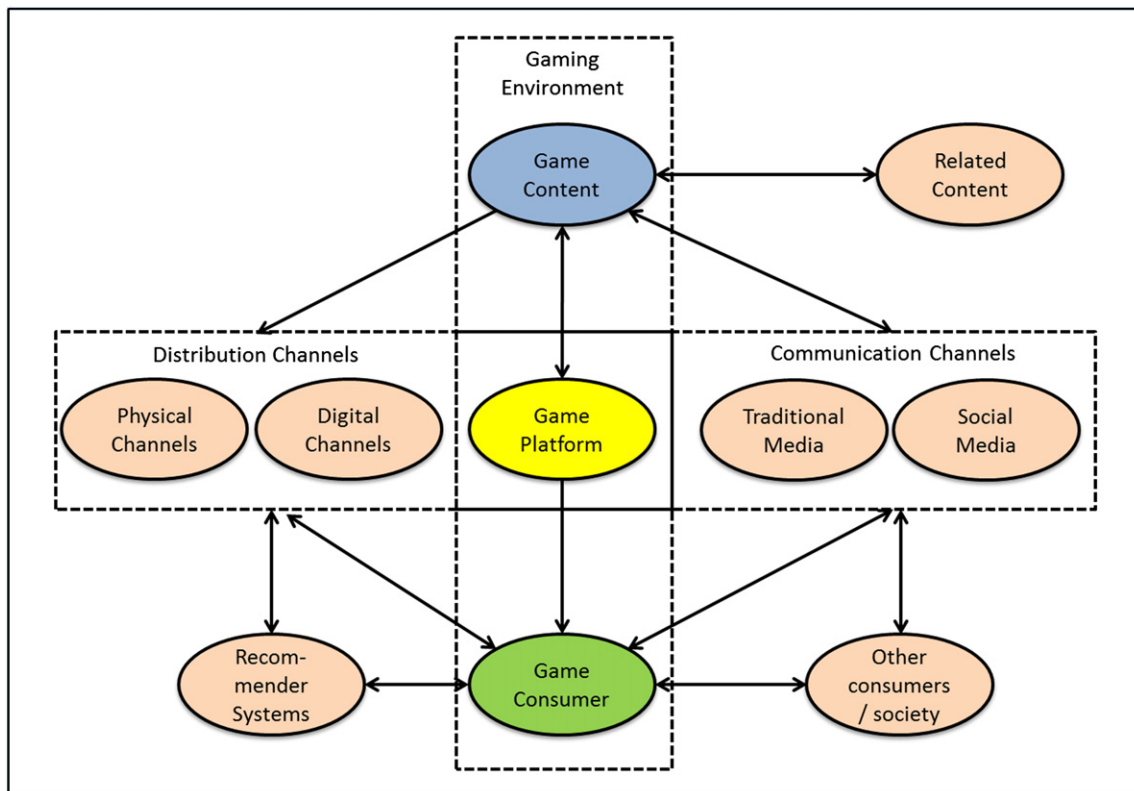 Gaming
Environment
Game
Content
Related
Content
Distribution Channels
Physical
Channels
Digital
Channels
Game
Platform
Communication Channels
Traditional
Media
Social
Media
Recom-
mender
Systems
Game
Consumer
Other
consumers
/ society